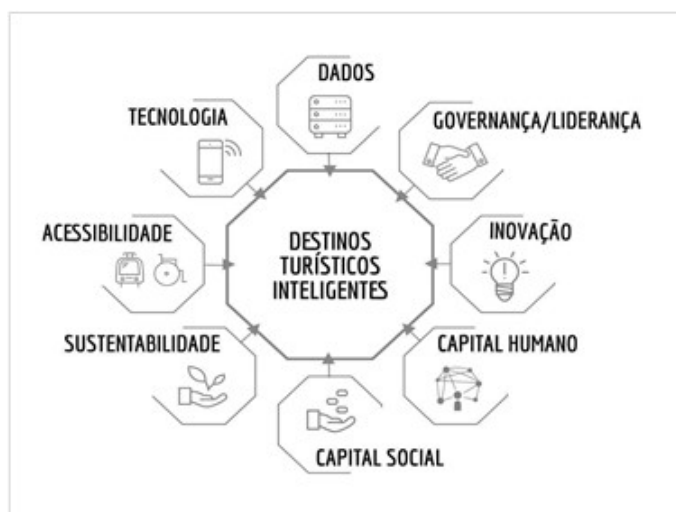 DADOS
TECNOLOGIA
GOVERNANÇA/LIDERANÇA
ACESSIBILIDADE
DESTINOS
TURÍSTICOS
INTELIGENTES
INOVAÇÃO
SUSTENTABILIDADE
CAPITAL HUMANO
CAPITAL SOCIAL